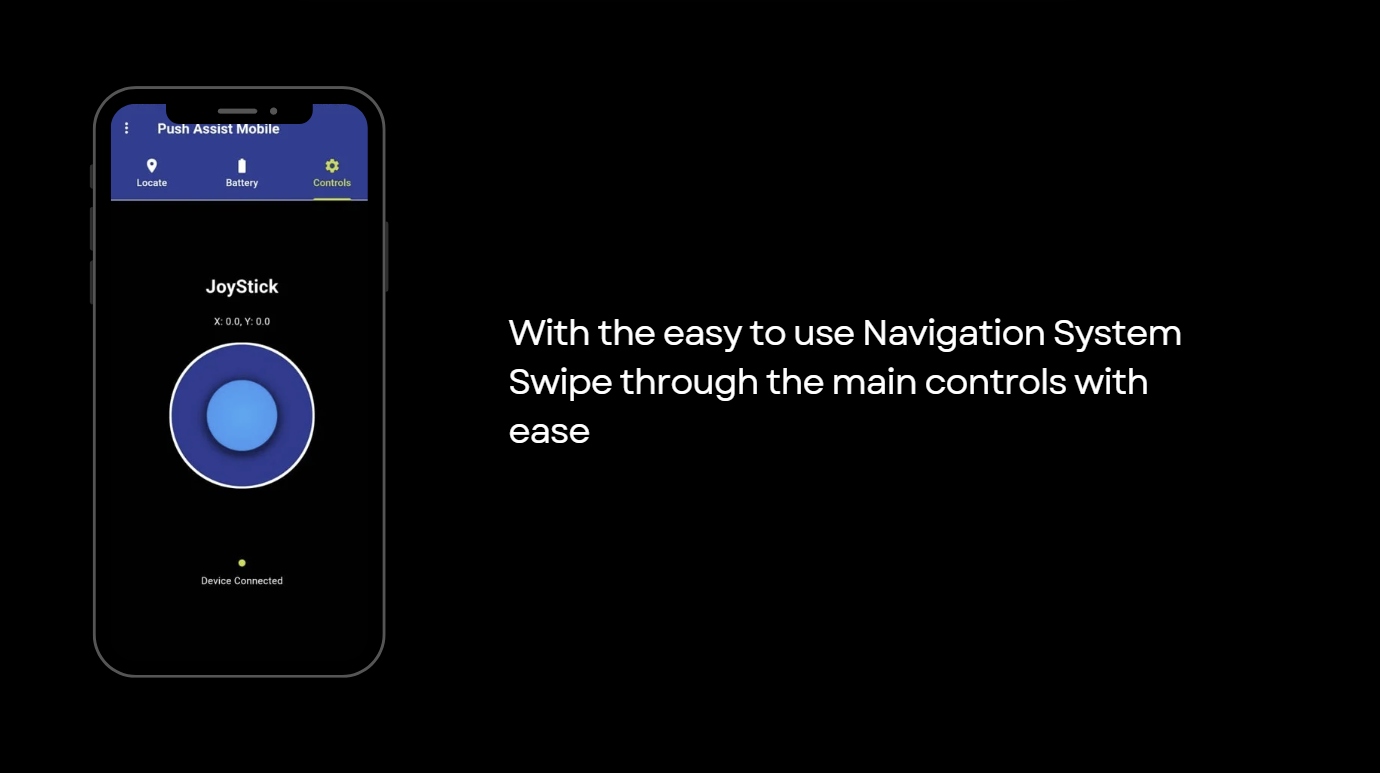 Push Assist Mobile
Locate Battery Controls
JoyStick
X: 0.0, Y: 0.0
Device Connected
With the easy to use Navigation System
Swipe through the main controls with
ease